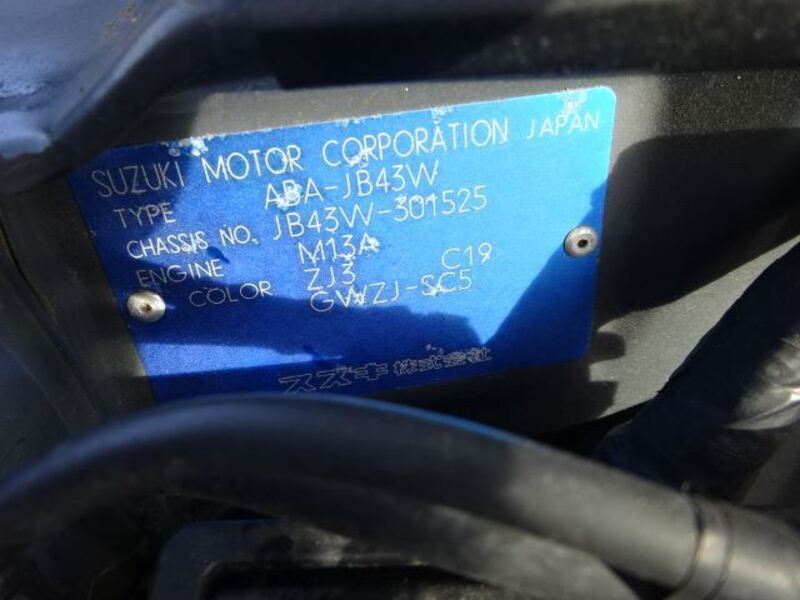 SUZUKI MOTOR CORPORATION JAPAN
TYPE ABA-JB43W
CHASSIS NO. JB43W-301525
ENGINE M13A
COLOR ZJ3 C19
GWZJ-SC5
スズキ株式会社